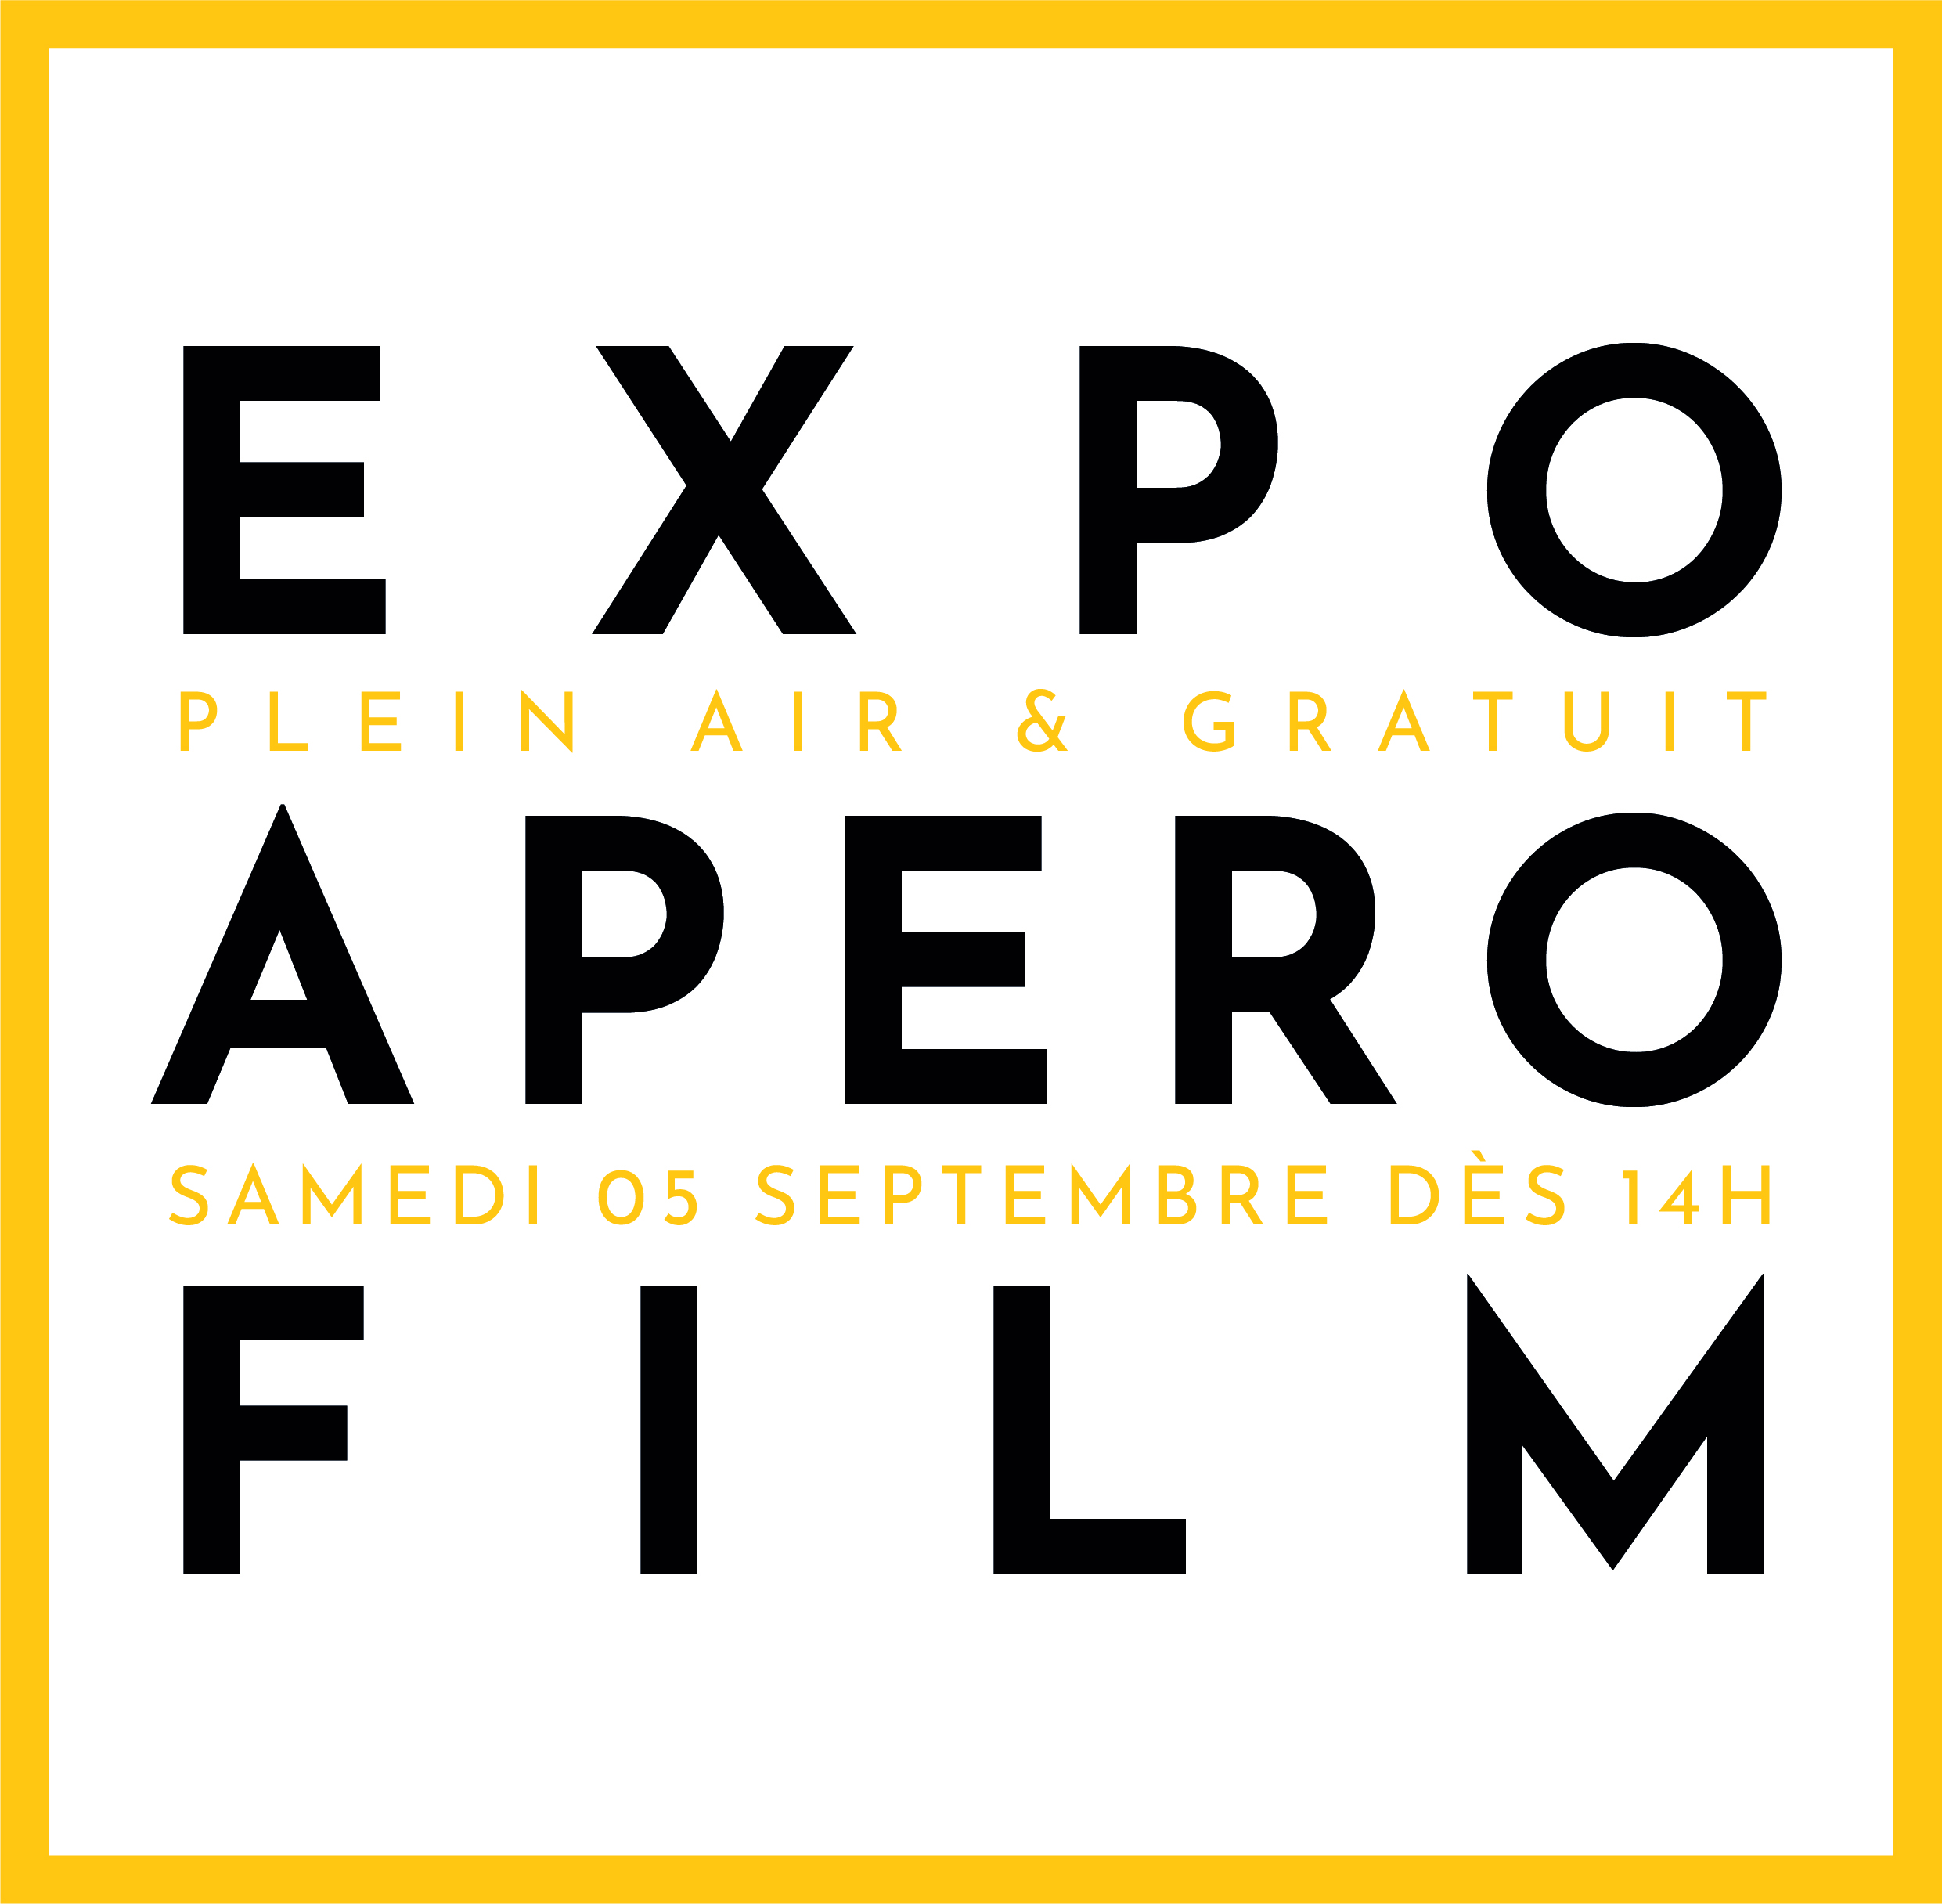 EXPO
PLEIN AIR & GRATUIT
APERO
SAMEDI 05 SEPTEMBRE DÈS 14H
FILM